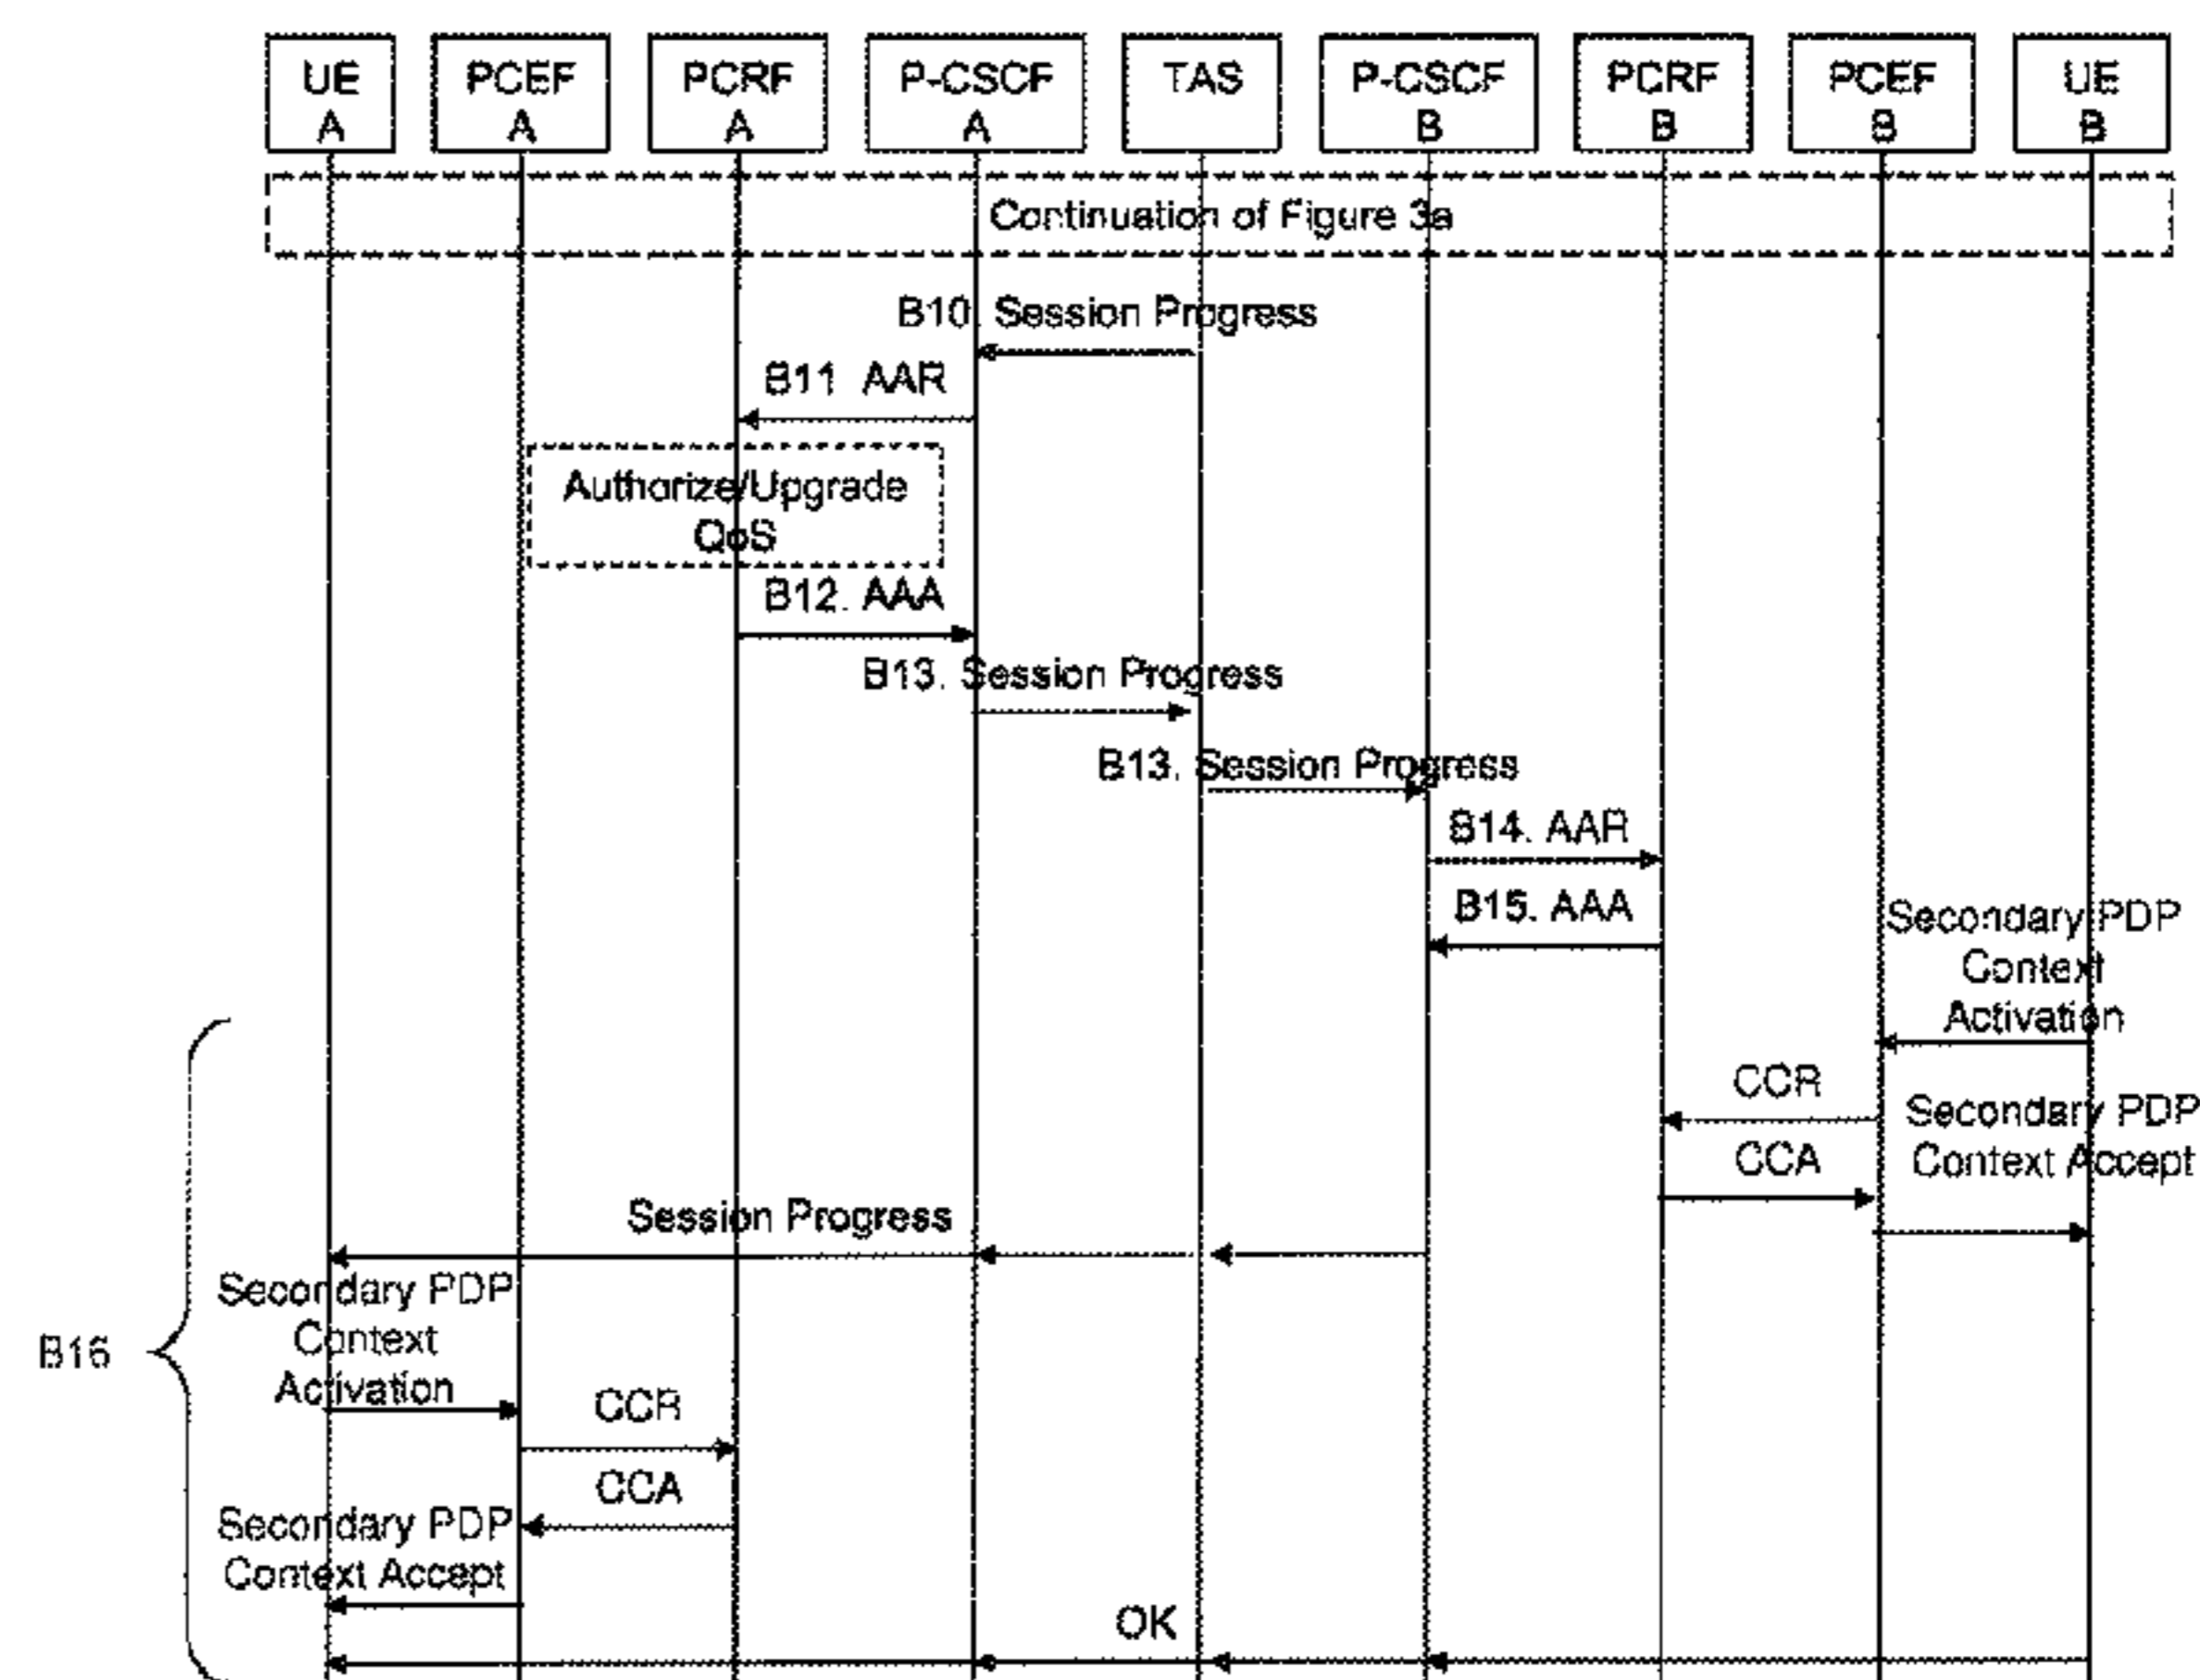 UE PCEF PCRF P-CSCF TAS P-CSCF PCRF PCEF UE
A A A A B B B B
Continuation of Figure 3a
B10. Session Progress
B11 AAR
Authorize/Upgrade
QoS
B12. AAA
B13. Session Progress
B13. Session Progress
B14. AAR
B15. AAA
Secondary PDP
Context
Activation
CCR
Secondary PDP
Context Accept
CCA
Session Progress
Secondary PDP
Context
Activation
B16
CCR
CCA
Secondary PDP
Context Accept
OK